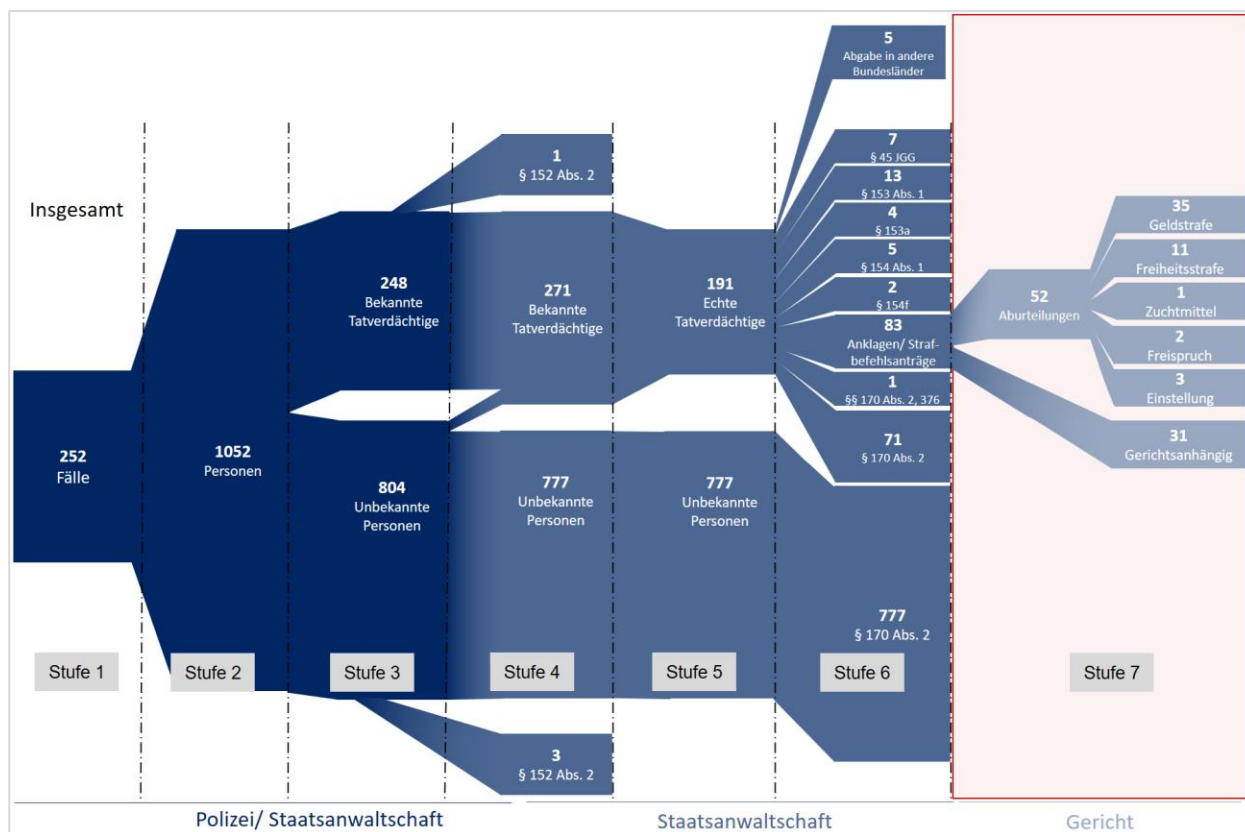 Insgesamt
252
Fälle
1052
Personen
248
Bekannte
Tatverdächtige
804
Unbekannte
Personen
1
§ 152 Abs. 2
271
Bekannte
Tatverdächtige
777
Unbekannte
Personen
3
§ 152 Abs. 2
191
Echte
Tatverdächtige
777
Unbekannte
Personen
5
Abgabe in andere
Bundesländer
7
§ 45 JGG
13
§ 153 Abs. 1
4
§ 153a
5
§ 154 Abs. 1
2
§ 154f
83
Anklagen/ Straf-
befehlsanträge
1
§§ 170 Abs. 2, 376
71
§ 170 Abs. 2
777
§ 170 Abs. 2
52
Aburteilungen
35
Geldstrafe
11
Freiheitsstrafe
1
Zuchtmittel
2
Freispruch
3
Einstellung
31
Gerichtsanhängig
Stufe 1
Stufe 2
Stufe 3
Stufe 4
Stufe 5
Stufe 6
Stufe 7
Polizei/ Staatsanwaltschaft
Staatsanwaltschaft
Gericht